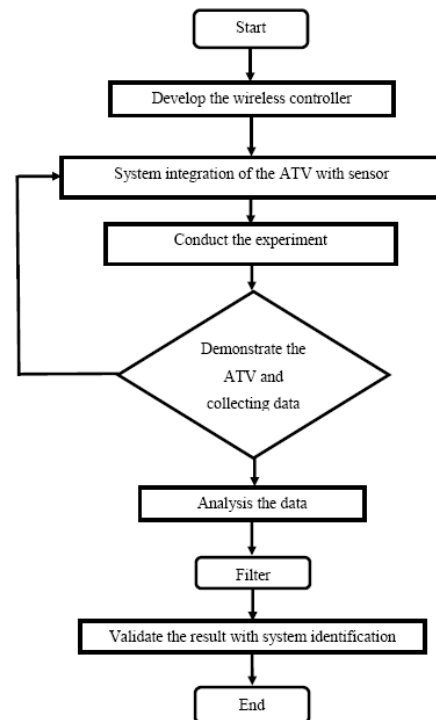 Start
Develop the wireless controller
System integration of the ATV with sensor
Conduct the experiment
Demonstrate the
ATV and
collecting data
Analysis the data
Filter
Validate the result with system identification
End